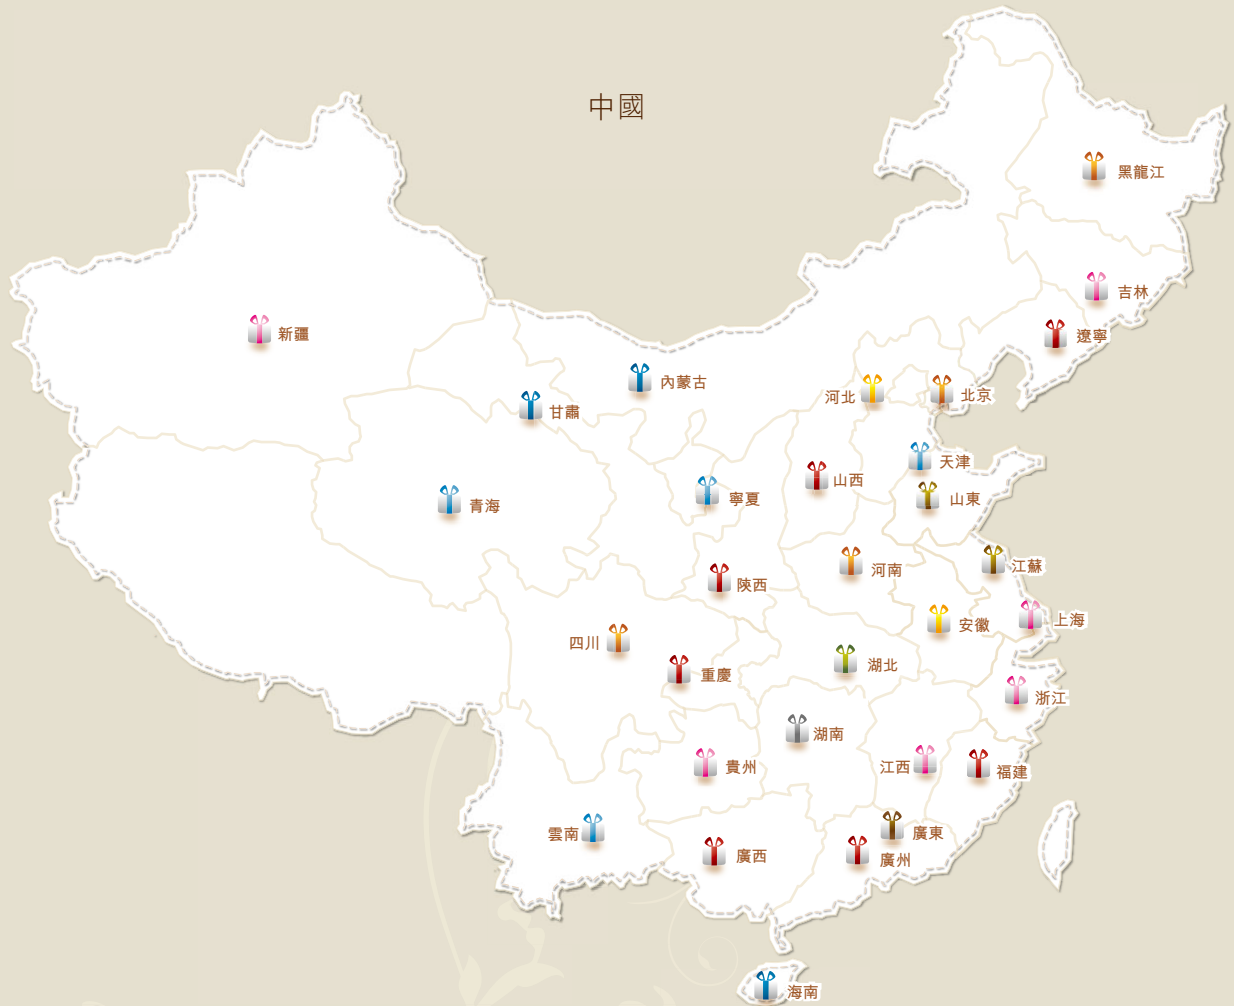 中國
黑龍江
吉林
新疆
遼寧
內蒙古
河北
北京
甘肅
天津
山西
寧夏
山東
青海
江蘇
河南
陝西
上海
安徽
四川
湖北
重慶
浙江
湖南
貴州
江西
福建
雲南
廣東
廣西
廣州
海南